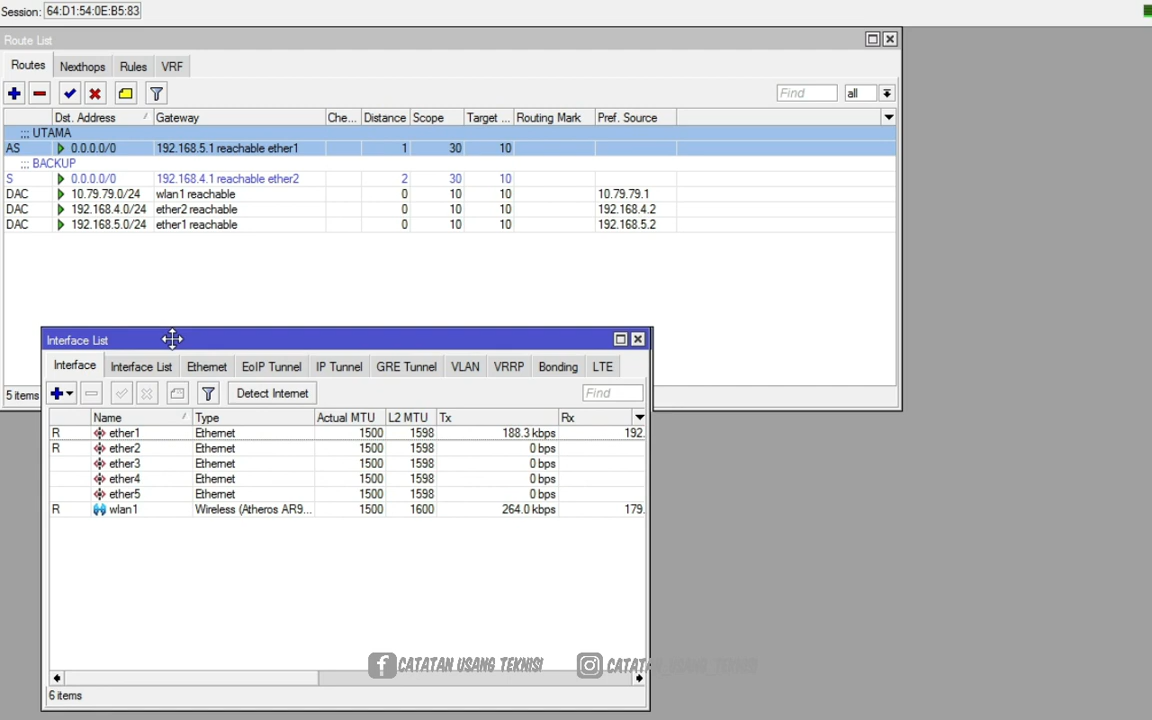 Session: 64:D1:54:0E:B5:83
Route List
Routes Nexthops Rules VRF
Find all
Dst. Address Gateway Che... Distance Scope Target ... Routing Mark Pref. Source
;;; UTAMA
AS 0.0.0.0/0 192.168.5.1 reachable ether1 1 30 10
;;; BACKUP
S 0.0.0.0/0 192.168.4.1 reachable ether2 2 30 10
DAC 10.79.79.0/24 wlan1 reachable 0 10 10 10.79.79.1
DAC 192.168.4.0/24 ether2 reachable 0 10 10 192.168.4.2
DAC 192.168.5.0/24 ether1 reachable 0 10 10 192.168.5.2
5 items
Interface List
Interface Interface List Ethernet EoIP Tunnel IP Tunnel GRE Tunnel VLAN VRRP Bonding LTE
Detect Internet Find
Name Type Actual MTU L2 MTU Tx Rx
R ether1 Ethernet 1500 1598 188.3 kbps 192.
R ether2 Ethernet 1500 1598 0 bps
ether3 Ethernet 1500 1598 0 bps
ether4 Ethernet 1500 1598 0 bps
ether5 Ethernet 1500 1598 0 bps
R wlan1 Wireless (Atheros AR9... 1500 1600 264.0 kbps 179.
CATATAN USANG TEKNISI
6 items